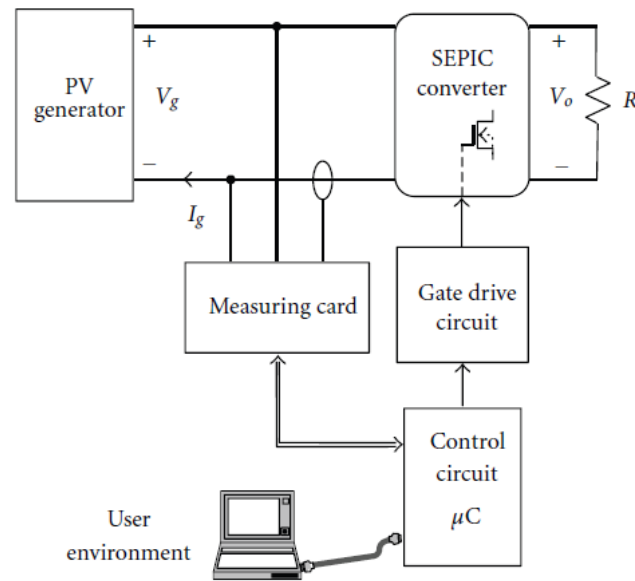 PV
generator
+
V_g
−
I_g
SEPIC
converter
+
V_o
−
R
Measuring card
Gate drive
circuit
Control
circuit
μC
User
environment